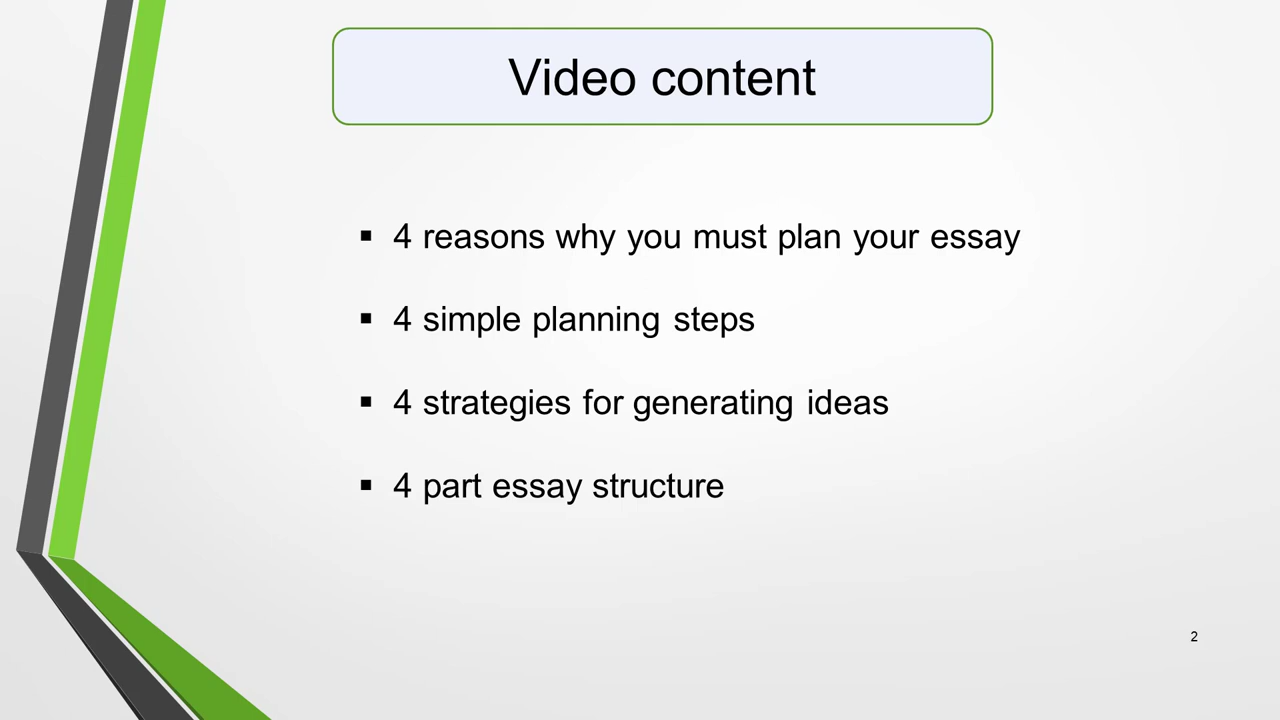 Video content
▪ 4 reasons why you must plan your essay
▪ 4 simple planning steps
▪ 4 strategies for generating ideas
▪ 4 part essay structure
2